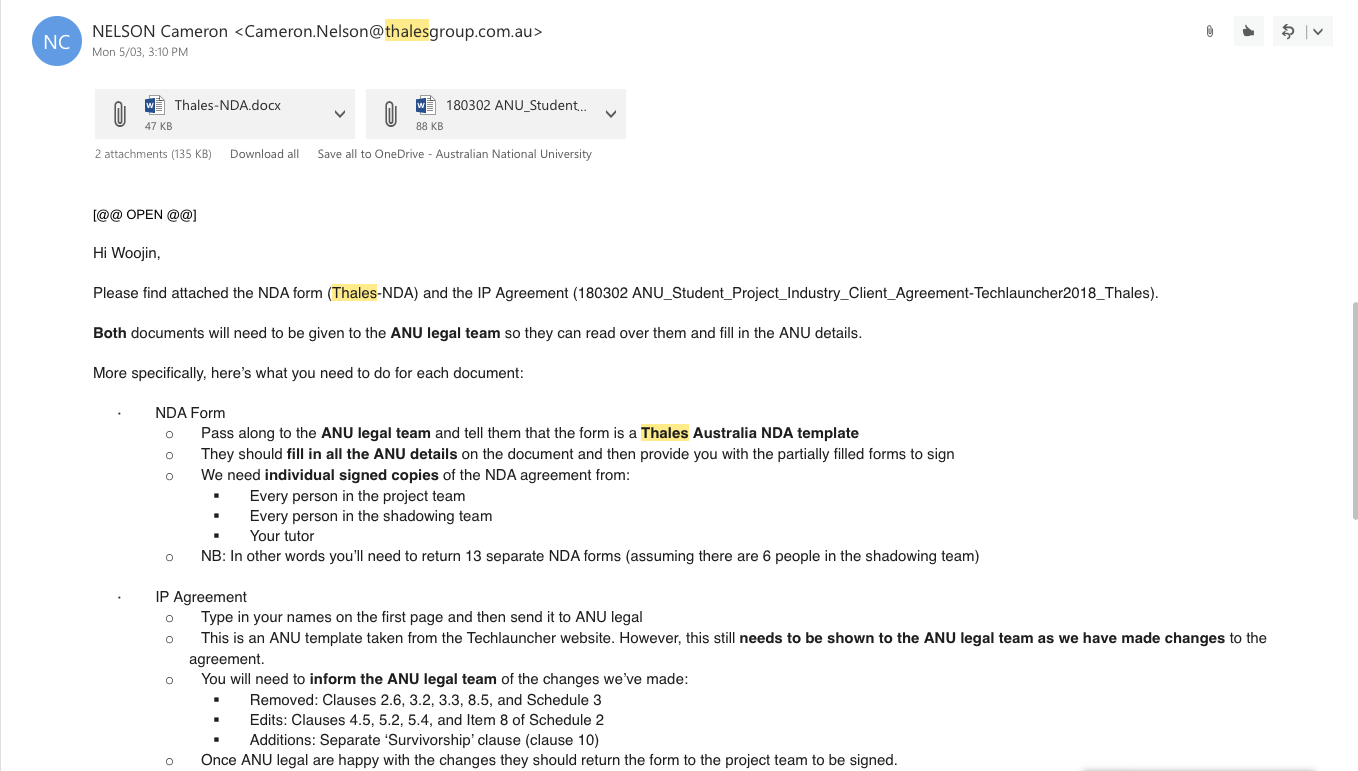 NC
NELSON Cameron <Cameron.Nelson@thalesgroup.com.au>
Mon 5/03, 3:10 PM
Thales-NDA.docx
47 KB
180302 ANU_Student...
88 KB
2 attachments (135 KB) Download all Save all to OneDrive - Australian National University
[@@ OPEN @@]
Hi Woojin,
Please find attached the NDA form (Thales-NDA) and the IP Agreement (180302 ANU_Student_Project_Industry_Client_Agreement-Techlauncher2018_Thales).
Both documents will need to be given to the ANU legal team so they can read over them and fill in the ANU details.
More specifically, here's what you need to do for each document:
· NDA Form
o Pass along to the ANU legal team and tell them that the form is a Thales Australia NDA template
o They should fill in all the ANU details on the document and then provide you with the partially filled forms to sign
o We need individual signed copies of the NDA agreement from:
▪ Every person in the project team
▪ Every person in the shadowing team
▪ Your tutor
o NB: In other words you'll need to return 13 separate NDA forms (assuming there are 6 people in the shadowing team)
· IP Agreement
o Type in your names on the first page and then send it to ANU legal
o This is an ANU template taken from the Techlauncher website. However, this still needs to be shown to the ANU legal team as we have made changes to the
agreement.
o You will need to inform the ANU legal team of the changes we've made:
▪ Removed: Clauses 2.6, 3.2, 3.3, 8.5, and Schedule 3
▪ Edits: Clauses 4.5, 5.2, 5.4, and Item 8 of Schedule 2
▪ Additions: Separate 'Survivorship' clause (clause 10)
o Once ANU legal are happy with the changes they should return the form to the project team to be signed.